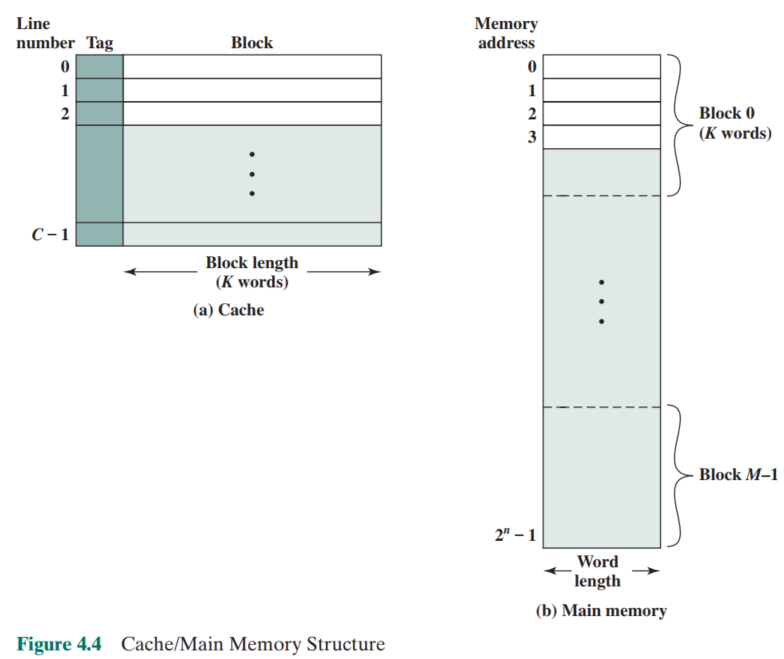 Line
number Tag Block
0
1
2
C – 1
Block length
(K words)
(a) Cache
Memory
address
0
1
2
3
Block 0
(K words)
Block M–1
2ⁿ – 1
Word
length
(b) Main memory
Figure 4.4 Cache/Main Memory Structure